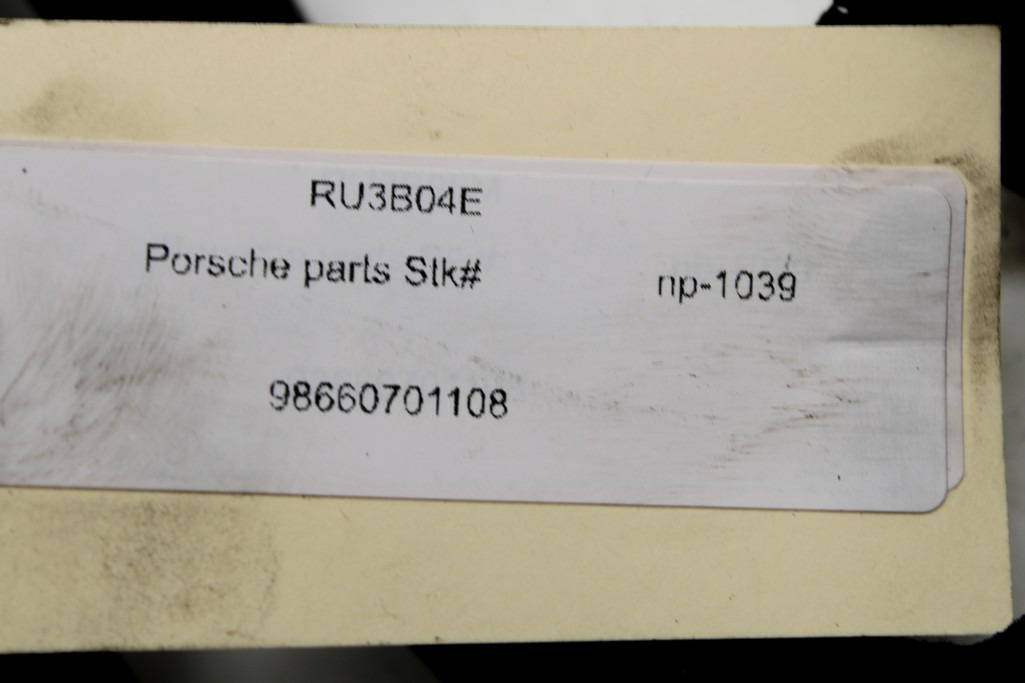 RU3B04E
Porsche parts Stk# np-1039
98660701108